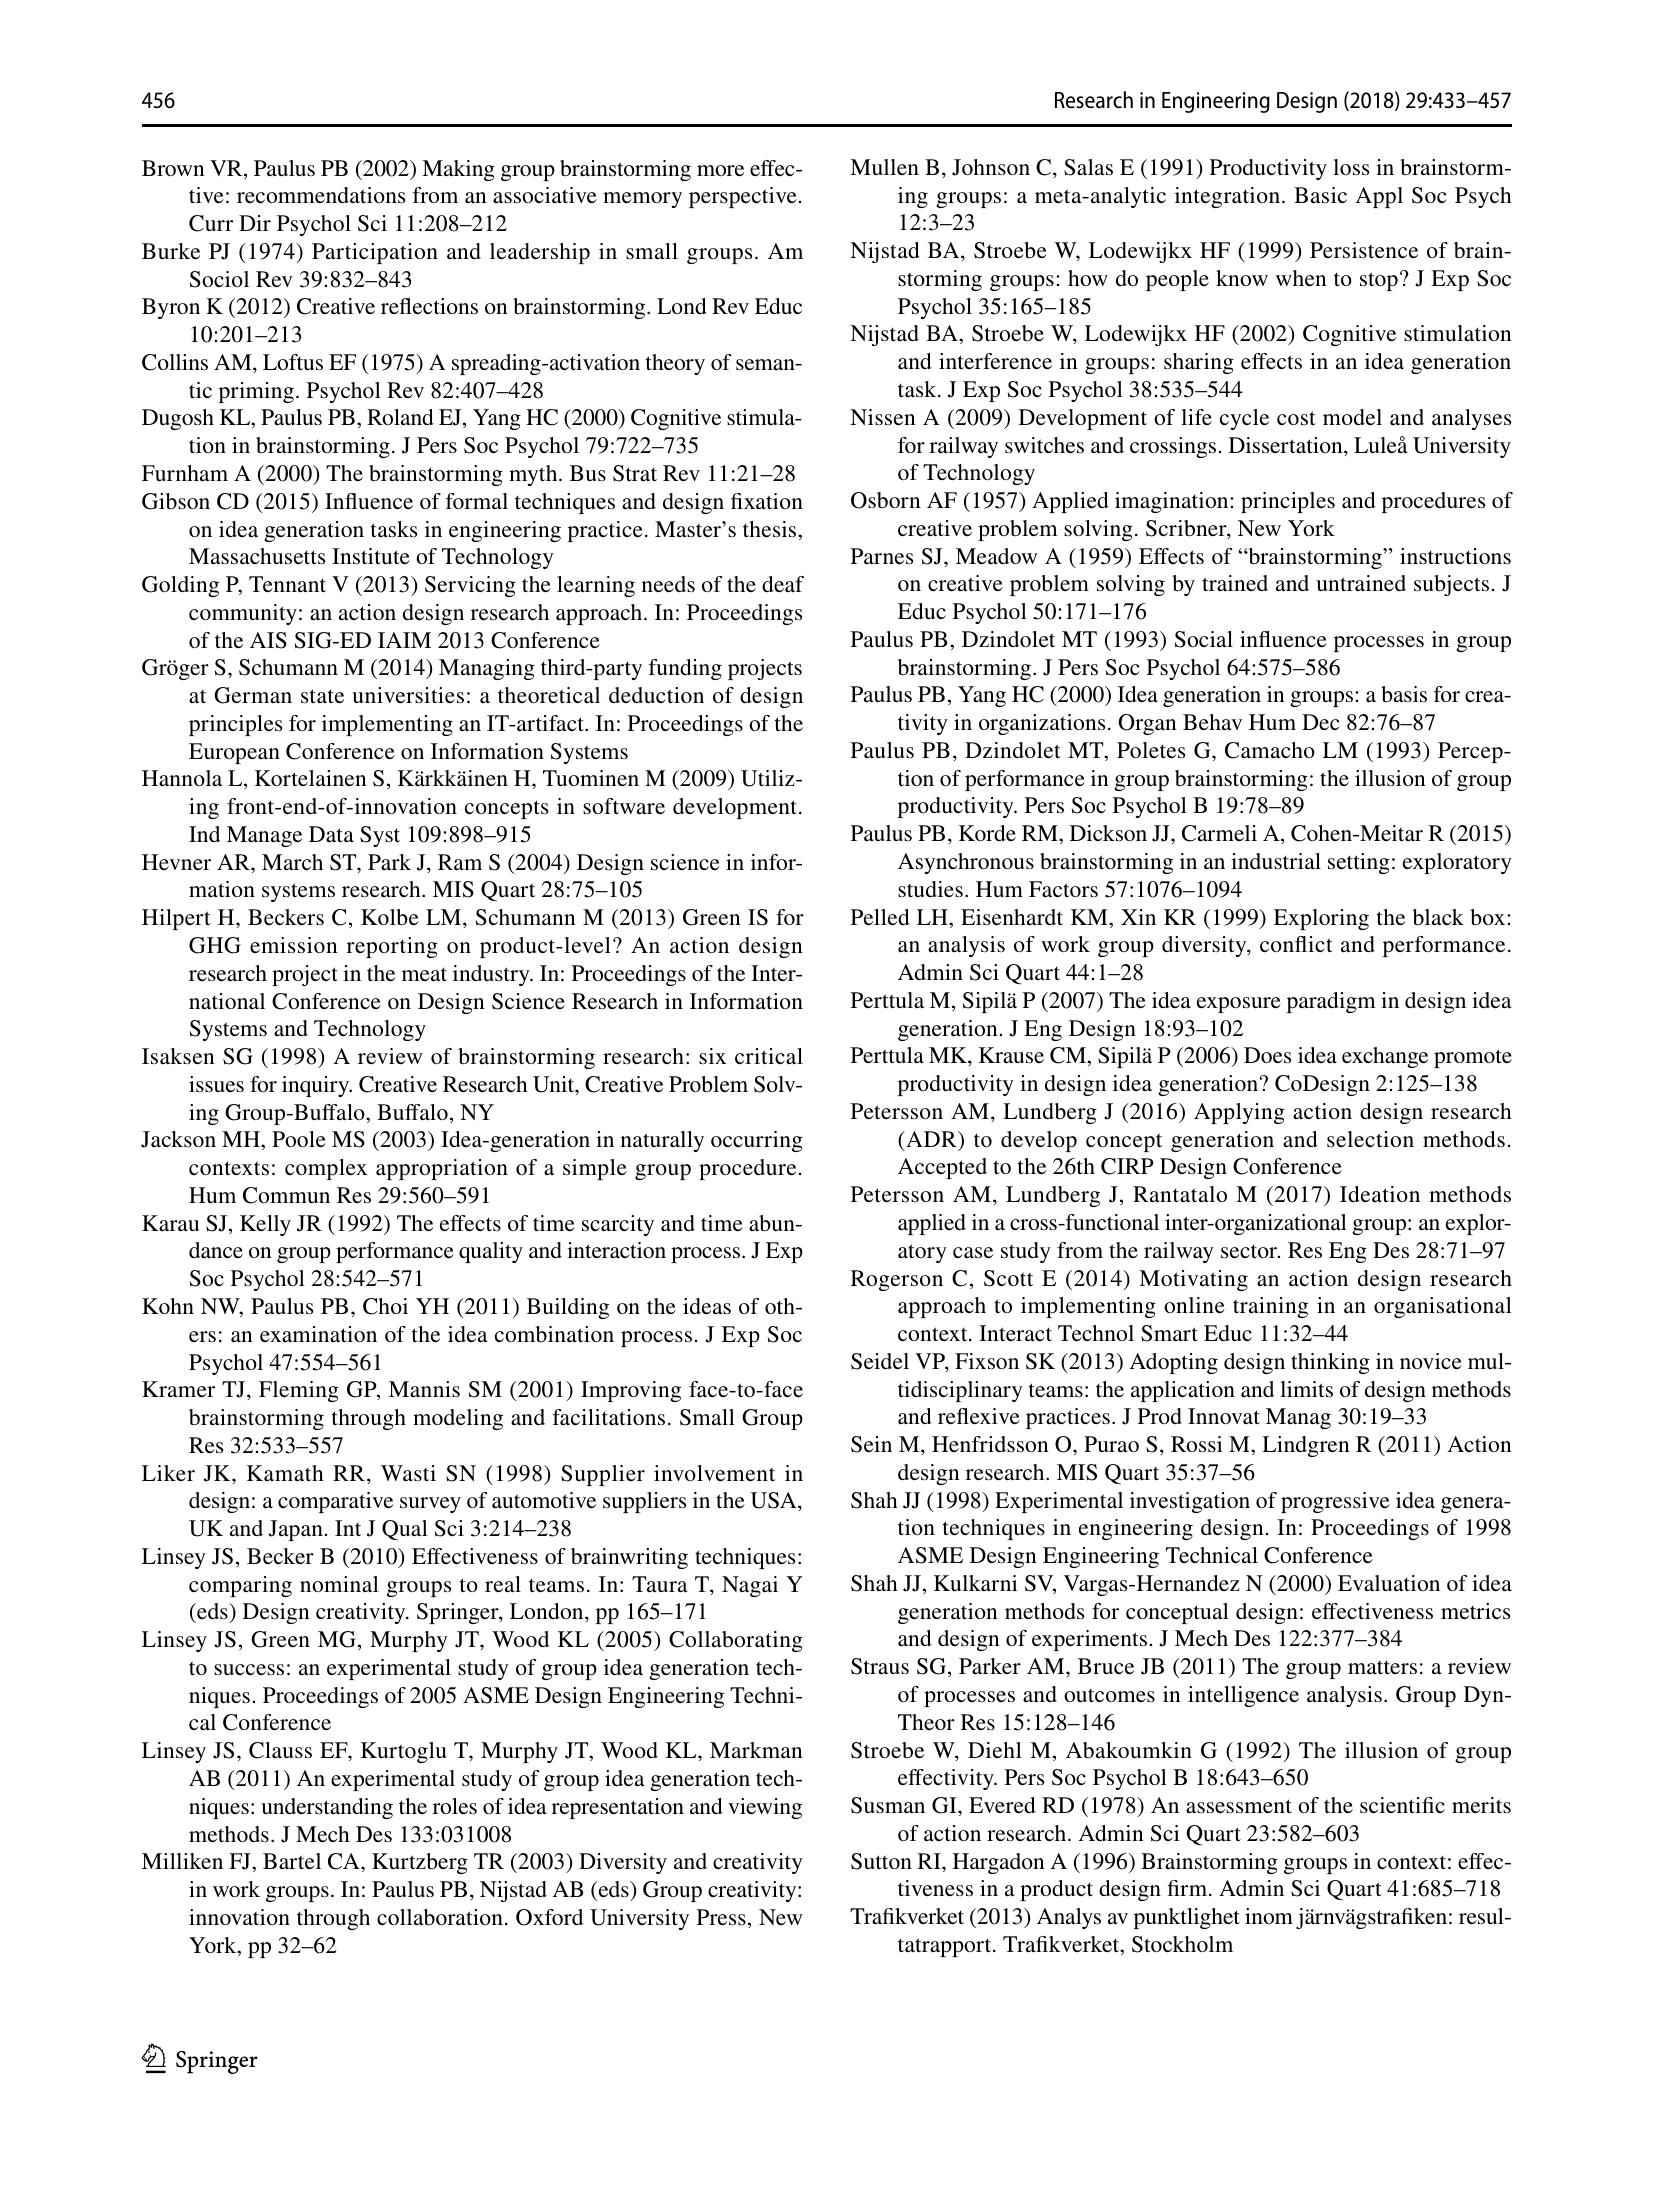 456
Research in Engineering Design (2018) 29:433–457
Brown VR, Paulus PB (2002) Making group brainstorming more effec-
tive: recommendations from an associative memory perspective.
Curr Dir Psychol Sci 11:208–212
Burke PJ (1974) Participation and leadership in small groups. Am
Sociol Rev 39:832–843
Byron K (2012) Creative reflections on brainstorming. Lond Rev Educ
10:201–213
Collins AM, Loftus EF (1975) A spreading-activation theory of seman-
tic priming. Psychol Rev 82:407–428
Dugosh KL, Paulus PB, Roland EJ, Yang HC (2000) Cognitive stimula-
tion in brainstorming. J Pers Soc Psychol 79:722–735
Furnham A (2000) The brainstorming myth. Bus Strat Rev 11:21–28
Gibson CD (2015) Influence of formal techniques and design fixation
on idea generation tasks in engineering practice. Master’s thesis,
Massachusetts Institute of Technology
Golding P, Tennant V (2013) Servicing the learning needs of the deaf
community: an action design research approach. In: Proceedings
of the AIS SIG-ED IAIM 2013 Conference
Gröger S, Schumann M (2014) Managing third-party funding projects
at German state universities: a theoretical deduction of design
principles for implementing an IT-artifact. In: Proceedings of the
European Conference on Information Systems
Hannola L, Kortelainen S, Kärkkäinen H, Tuominen M (2009) Utiliz-
ing front-end-of-innovation concepts in software development.
Ind Manage Data Syst 109:898–915
Hevner AR, March ST, Park J, Ram S (2004) Design science in infor-
mation systems research. MIS Quart 28:75–105
Hilpert H, Beckers C, Kolbe LM, Schumann M (2013) Green IS for
GHG emission reporting on product-level? An action design
research project in the meat industry. In: Proceedings of the Inter-
national Conference on Design Science Research in Information
Systems and Technology
Isaksen SG (1998) A review of brainstorming research: six critical
issues for inquiry. Creative Research Unit, Creative Problem Solv-
ing Group-Buffalo, Buffalo, NY
Jackson MH, Poole MS (2003) Idea-generation in naturally occurring
contexts: complex appropriation of a simple group procedure.
Hum Commun Res 29:560–591
Karau SJ, Kelly JR (1992) The effects of time scarcity and time abun-
dance on group performance quality and interaction process. J Exp
Soc Psychol 28:542–571
Kohn NW, Paulus PB, Choi YH (2011) Building on the ideas of oth-
ers: an examination of the idea combination process. J Exp Soc
Psychol 47:554–561
Kramer TJ, Fleming GP, Mannis SM (2001) Improving face-to-face
brainstorming through modeling and facilitations. Small Group
Res 32:533–557
Liker JK, Kamath RR, Wasti SN (1998) Supplier involvement in
design: a comparative survey of automotive suppliers in the USA,
UK and Japan. Int J Qual Sci 3:214–238
Linsey JS, Becker B (2010) Effectiveness of brainwriting techniques:
comparing nominal groups to real teams. In: Taura T, Nagai Y
(eds) Design creativity. Springer, London, pp 165–171
Linsey JS, Green MG, Murphy JT, Wood KL (2005) Collaborating
to success: an experimental study of group idea generation tech-
niques. Proceedings of 2005 ASME Design Engineering Techni-
cal Conference
Linsey JS, Clauss EF, Kurtoglu T, Murphy JT, Wood KL, Markman
AB (2011) An experimental study of group idea generation tech-
niques: understanding the roles of idea representation and viewing
methods. J Mech Des 133:031008
Milliken FJ, Bartel CA, Kurtzberg TR (2003) Diversity and creativity
in work groups. In: Paulus PB, Nijstad AB (eds) Group creativity:
innovation through collaboration. Oxford University Press, New
York, pp 32–62
Mullen B, Johnson C, Salas E (1991) Productivity loss in brainstorm-
ing groups: a meta-analytic integration. Basic Appl Soc Psych
12:3–23
Nijstad BA, Stroebe W, Lodewijkx HF (1999) Persistence of brain-
storming groups: how do people know when to stop? J Exp Soc
Psychol 35:165–185
Nijstad BA, Stroebe W, Lodewijkx HF (2002) Cognitive stimulation
and interference in groups: sharing effects in an idea generation
task. J Exp Soc Psychol 38:535–544
Nissen A (2009) Development of life cycle cost model and analyses
for railway switches and crossings. Dissertation, Luleå University
of Technology
Osborn AF (1957) Applied imagination: principles and procedures of
creative problem solving. Scribner, New York
Parnes SJ, Meadow A (1959) Effects of “brainstorming” instructions
on creative problem solving by trained and untrained subjects. J
Educ Psychol 50:171–176
Paulus PB, Dzindolet MT (1993) Social influence processes in group
brainstorming. J Pers Soc Psychol 64:575–586
Paulus PB, Yang HC (2000) Idea generation in groups: a basis for crea-
tivity in organizations. Organ Behav Hum Dec 82:76–87
Paulus PB, Dzindolet MT, Poletes G, Camacho LM (1993) Percep-
tion of performance in group brainstorming: the illusion of group
productivity. Pers Soc Psychol B 19:78–89
Paulus PB, Korde RM, Dickson JJ, Carmeli A, Cohen-Meitar R (2015)
Asynchronous brainstorming in an industrial setting: exploratory
studies. Hum Factors 57:1076–1094
Pelled LH, Eisenhardt KM, Xin KR (1999) Exploring the black box:
an analysis of work group diversity, conflict and performance.
Admin Sci Quart 44:1–28
Perttula M, Sipilä P (2007) The idea exposure paradigm in design idea
generation. J Eng Design 18:93–102
Perttula MK, Krause CM, Sipilä P (2006) Does idea exchange promote
productivity in design idea generation? CoDesign 2:125–138
Petersson AM, Lundberg J (2016) Applying action design research
(ADR) to develop concept generation and selection methods.
Accepted to the 26th CIRP Design Conference
Petersson AM, Lundberg J, Rantatalo M (2017) Ideation methods
applied in a cross-functional inter-organizational group: an explor-
atory case study from the railway sector. Res Eng Des 28:71–97
Rogerson C, Scott E (2014) Motivating an action design research
approach to implementing online training in an organisational
context. Interact Technol Smart Educ 11:32–44
Seidel VP, Fixson SK (2013) Adopting design thinking in novice mul-
tidisciplinary teams: the application and limits of design methods
and reflexive practices. J Prod Innovat Manag 30:19–33
Sein M, Henfridsson O, Purao S, Rossi M, Lindgren R (2011) Action
design research. MIS Quart 35:37–56
Shah JJ (1998) Experimental investigation of progressive idea genera-
tion techniques in engineering design. In: Proceedings of 1998
ASME Design Engineering Technical Conference
Shah JJ, Kulkarni SV, Vargas-Hernandez N (2000) Evaluation of idea
generation methods for conceptual design: effectiveness metrics
and design of experiments. J Mech Des 122:377–384
Straus SG, Parker AM, Bruce JB (2011) The group matters: a review
of processes and outcomes in intelligence analysis. Group Dyn-
Theor Res 15:128–146
Stroebe W, Diehl M, Abakoumkin G (1992) The illusion of group
effectivity. Pers Soc Psychol B 18:643–650
Susman GI, Evered RD (1978) An assessment of the scientific merits
of action research. Admin Sci Quart 23:582–603
Sutton RI, Hargadon A (1996) Brainstorming groups in context: effec-
tiveness in a product design firm. Admin Sci Quart 41:685–718
Trafikverket (2013) Analys av punktlighet inom järnvägstrafiken: resul-
tatrapport. Trafikverket, Stockholm
Springer